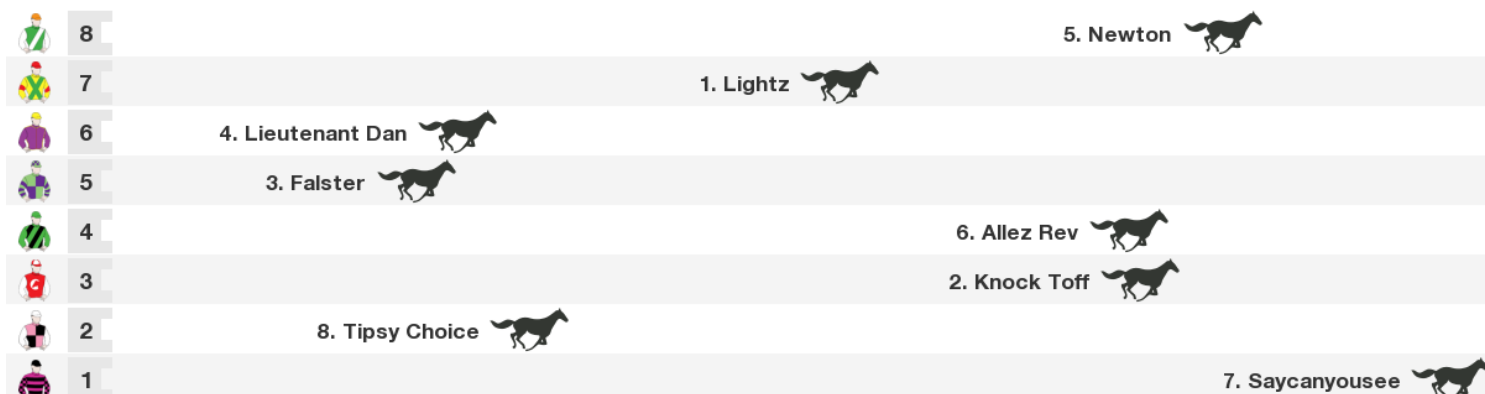 8 5. Newton
7 1. Lightz
6 4. Lieutenant Dan
5 3. Falster
4 6. Allez Rev
3 2. Knock Toff
2 8. Tipsy Choice
1 7. Saycanyousee